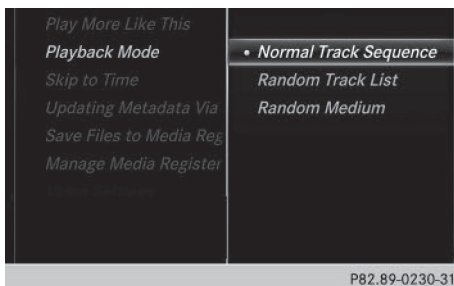 Play More Like This
Playback Mode
Skip to Time
Updating Metadata Via
Save Files to Media Reg
Manage Media Register
• Normal Track Sequence
Random Track List
Random Medium
P82.89-0230-31